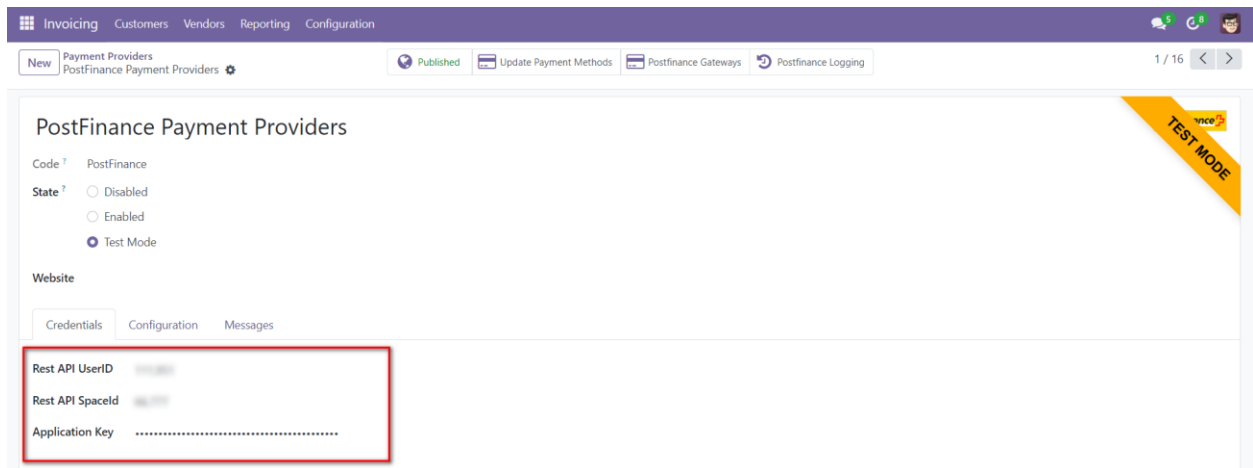 Invoicing Customers Vendors Reporting Configuration 5 8
New Payment Providers Published Update Payment Methods Postfinance Gateways Postfinance Logging 1 / 16
PostFinance Payment Providers
PostFinance Payment Providers
TEST MODE
Code ? PostFinance
State ? Disabled
Enabled
Test Mode
Website
Credentials Configuration Messages
Rest API UserID
Rest API SpaceId
Application Key ••••••••••••••••••••••••••••••••••••••••••••